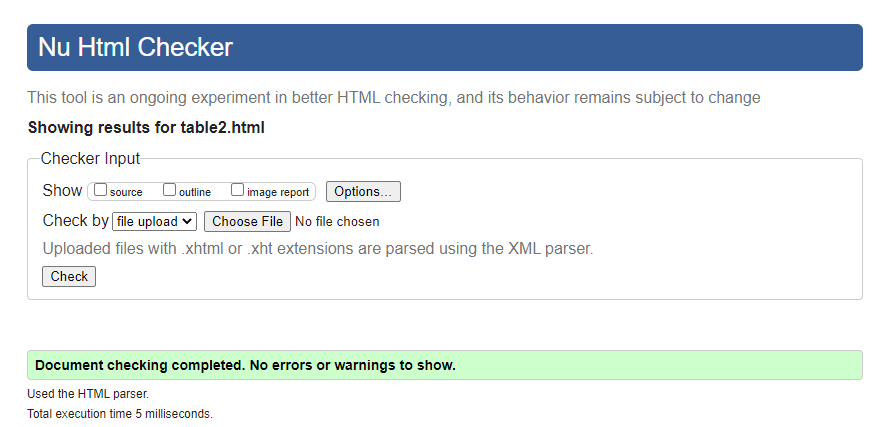 Nu Html Checker
This tool is an ongoing experiment in better HTML checking, and its behavior remains subject to change
Showing results for table2.html
Checker Input
Show source outline image report Options...
Check by file upload Choose File No file chosen
Uploaded files with .xhtml or .xht extensions are parsed using the XML parser.
Check
Document checking completed. No errors or warnings to show.
Used the HTML parser.
Total execution time 5 milliseconds.